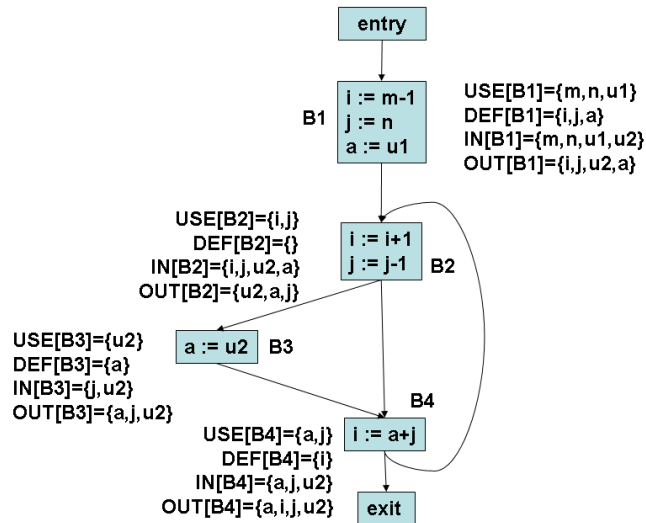 entry
i := m-1
j := n
a := u1
B1
USE[B1]={m,n,u1}
DEF[B1]={i,j,a}
IN[B1]={m,n,u1,u2}
OUT[B1]={i,j,u2,a}
USE[B2]={i,j}
DEF[B2]={}
IN[B2]={i,j,u2,a}
OUT[B2]={u2,a,j}
i := i+1
j := j-1
B2
USE[B3]={u2}
DEF[B3]={a}
IN[B3]={j,u2}
OUT[B3]={a,j,u2}
a := u2
B3
B4
USE[B4]={a,j}
DEF[B4]={i}
IN[B4]={a,j,u2}
OUT[B4]={a,i,j,u2}
i := a+j
exit